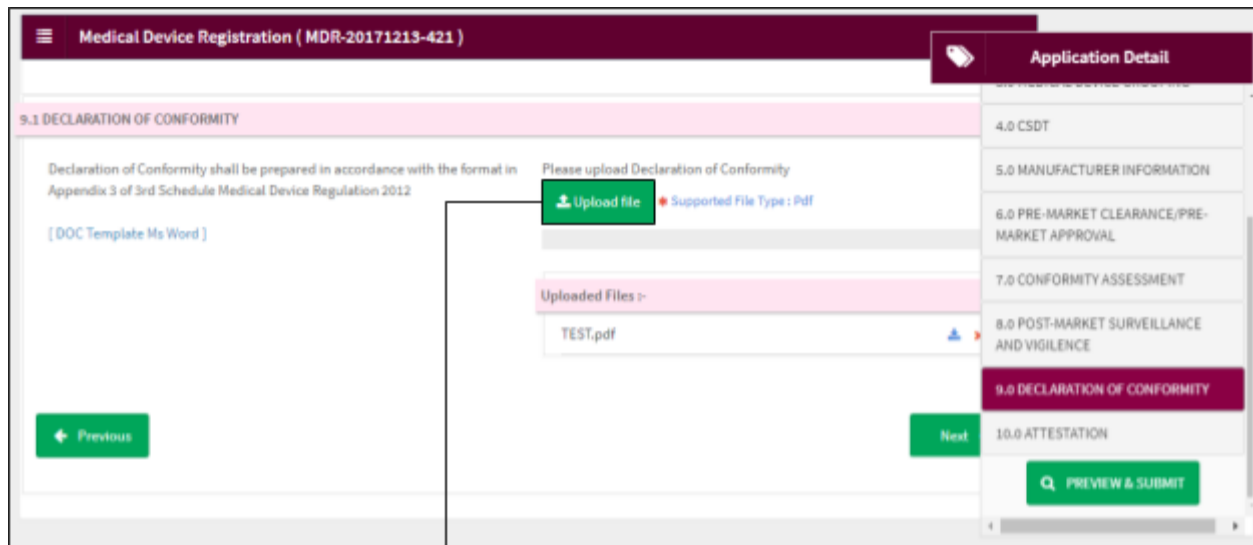 Medical Device Registration ( MDR-20171213-421 )
9.1 DECLARATION OF CONFORMITY
Declaration of Conformity shall be prepared in accordance with the format in
Appendix 3 of 3rd Schedule Medical Device Regulation 2012
[ DOC Template Ms Word ]
Please upload Declaration of Conformity
Upload file
* Supported File Type : Pdf
Uploaded Files :-
TEST.pdf
Previous
Next
Application Detail
4.0 CSDT
5.0 MANUFACTURER INFORMATION
6.0 PRE-MARKET CLEARANCE/PRE-
MARKET APPROVAL
7.0 CONFORMITY ASSESSMENT
8.0 POST-MARKET SURVEILLANCE
AND VIGILENCE
9.0 DECLARATION OF CONFORMITY
10.0 ATTESTATION
PREVIEW & SUBMIT